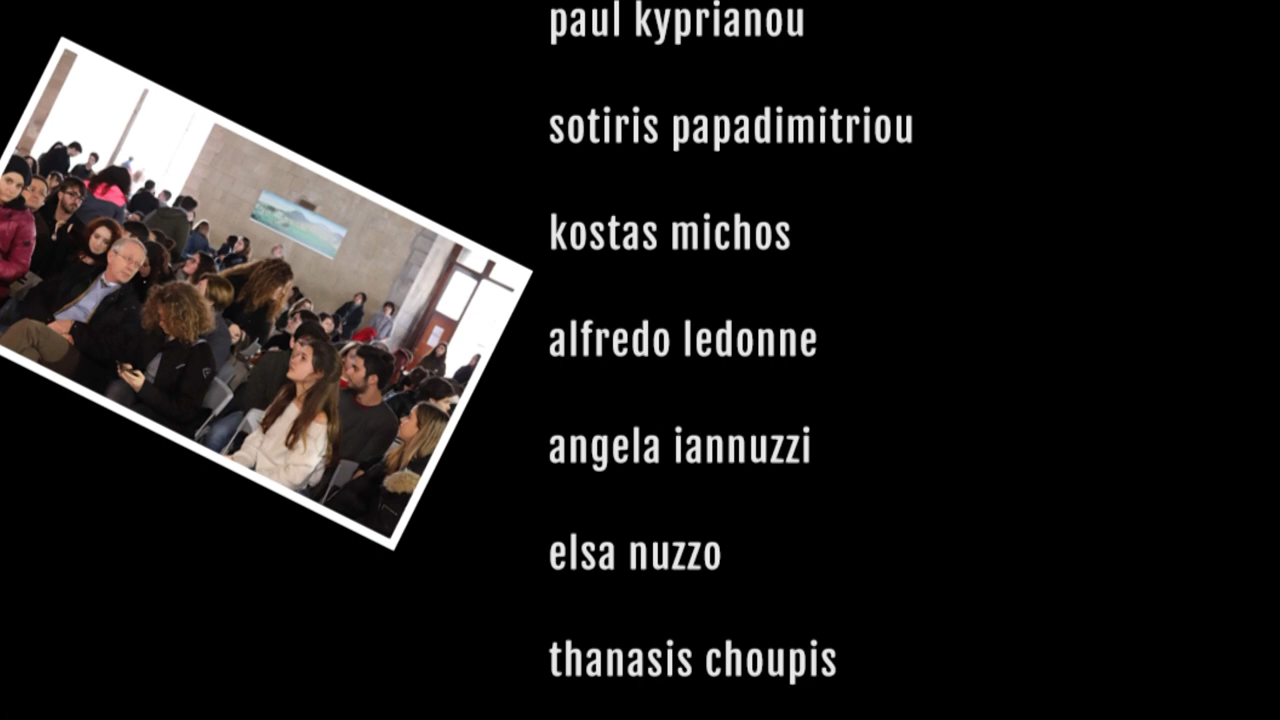 paul kyprianou
sotiris papadimitriou
kostas michos
alfredo ledonne
angela iannuzzi
elsa nuzzo
thanasis choupis